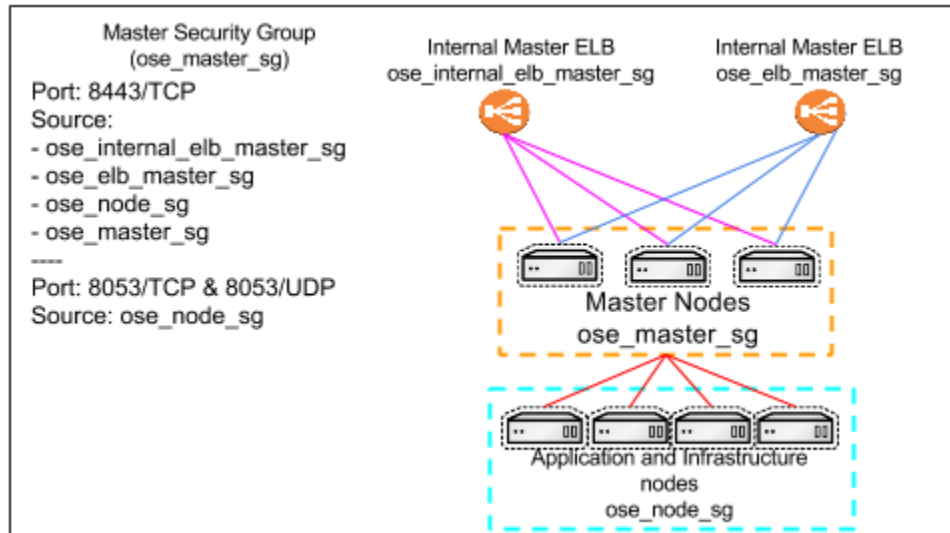 Master Security Group
(ose_master_sg)
Port: 8443/TCP
Source:
- ose_internal_elb_master_sg
- ose_elb_master_sg
- ose_node_sg
- ose_master_sg
----
Port: 8053/TCP & 8053/UDP
Source: ose_node_sg
Internal Master ELB
ose_internal_elb_master_sg
Internal Master ELB
ose_elb_master_sg
Master Nodes
ose_master_sg
Application and Infrastructure
nodes
ose_node_sg